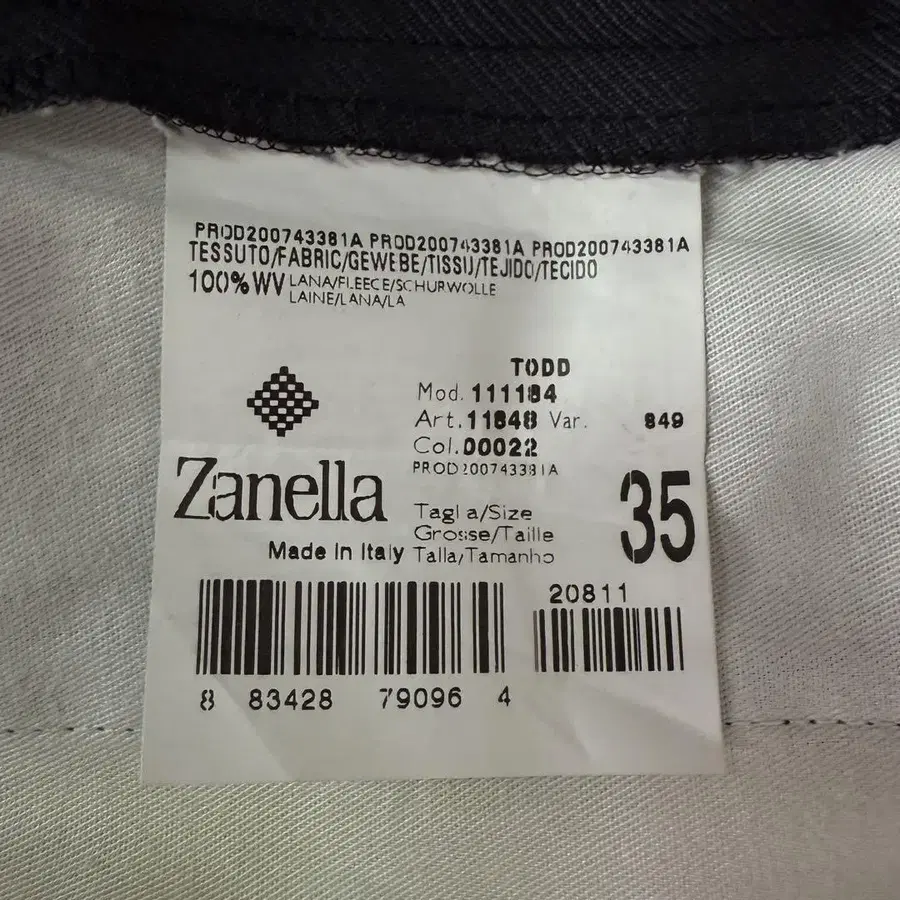 PROD200743381A PROD200743381A PROD200743381A
TESSUTO/FABRIC/GEWEBE/TISSU/TEJIDO/TECIDO
100%WV LANA/FLEECE/SCHURWOLLE
LAINE/LANA/LA
TODD
Mod. 111184
Art. 11848 Var. 849
Col. 00022
PROD200743381A
Zanella
Made In Italy
Taglia/Size
Grosse/Taille
Talla/Tamanho
35
20811
8 83428 79096 4